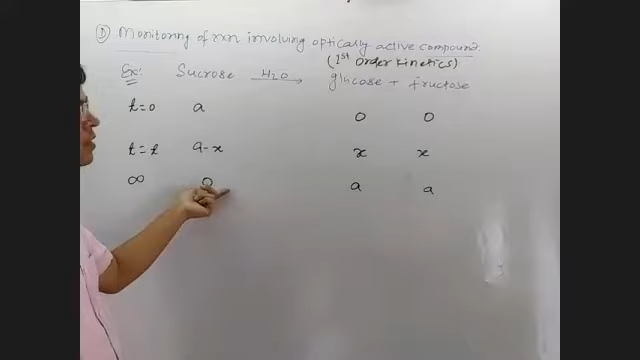 D Monitoring of rxn involving optically active compound.
(1st order kinetics)
Ex: Sucrose H2O → glucose + fructose
t=0 a 0 0
t=t a-x x x
∞ 0 a a